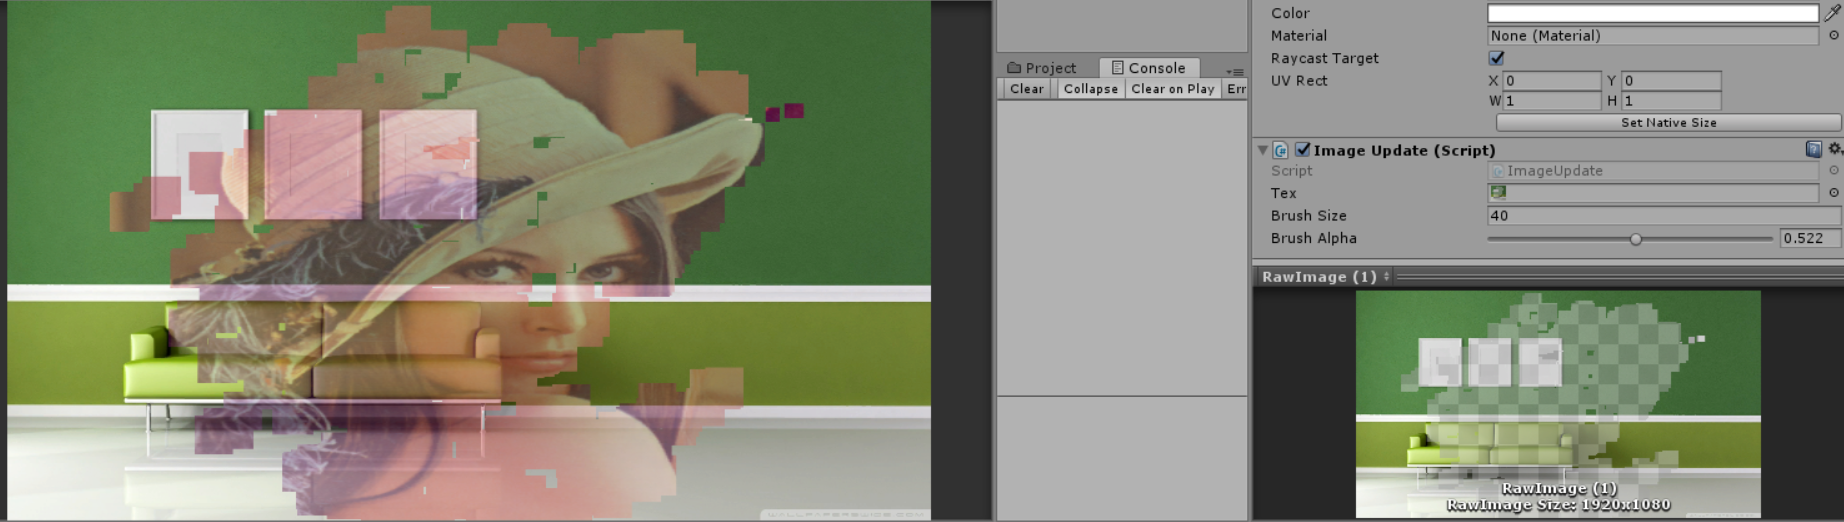 Project
Console
Clear
Collapse
Clear on Play
Err
Color
Material
None (Material)
Raycast Target
UV Rect
X 0 Y 0
W 1 H 1
Set Native Size
Image Update (Script)
Script
ImageUpdate
Tex
Brush Size
40
Brush Alpha
0.522
RawImage (1)
RawImage (1)
RawImage Size: 1920x1080